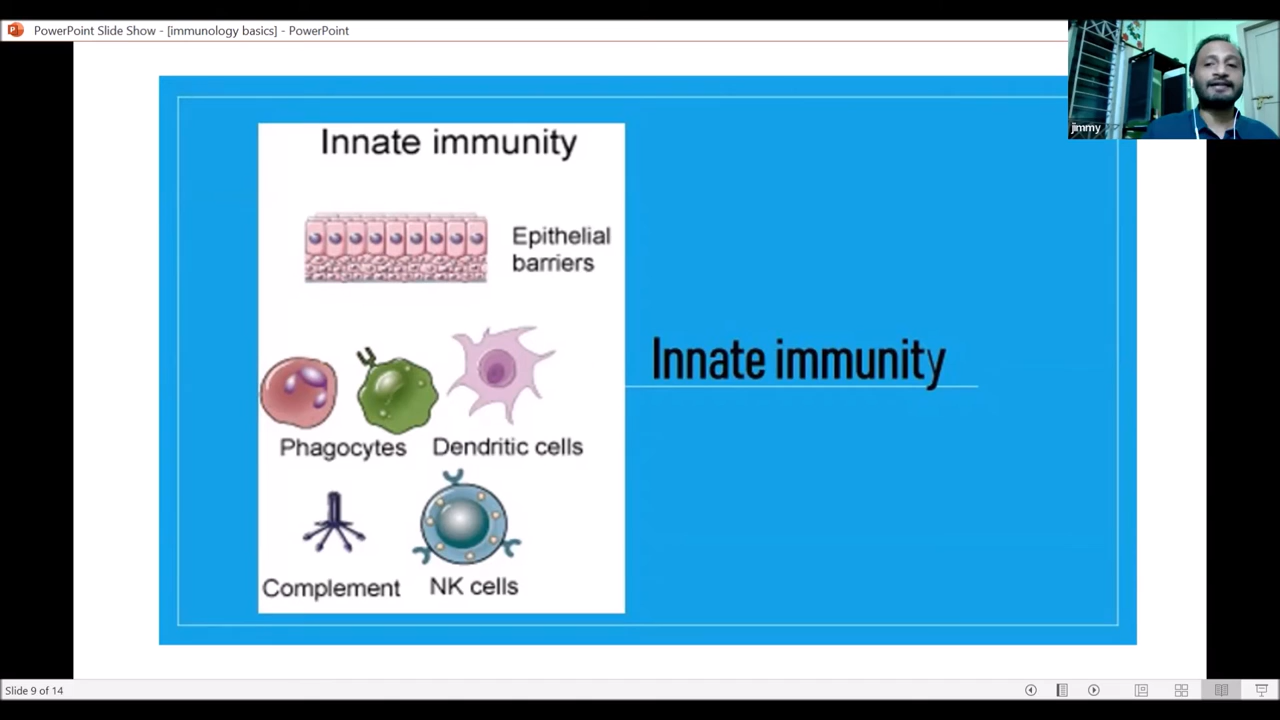 PowerPoint Slide Show - [immunology basics] - PowerPoint
jimmy
Innate immunity
Epithelial
barriers
Phagocytes
Dendritic cells
Complement
NK cells
Innate immunity
Slide 9 of 14